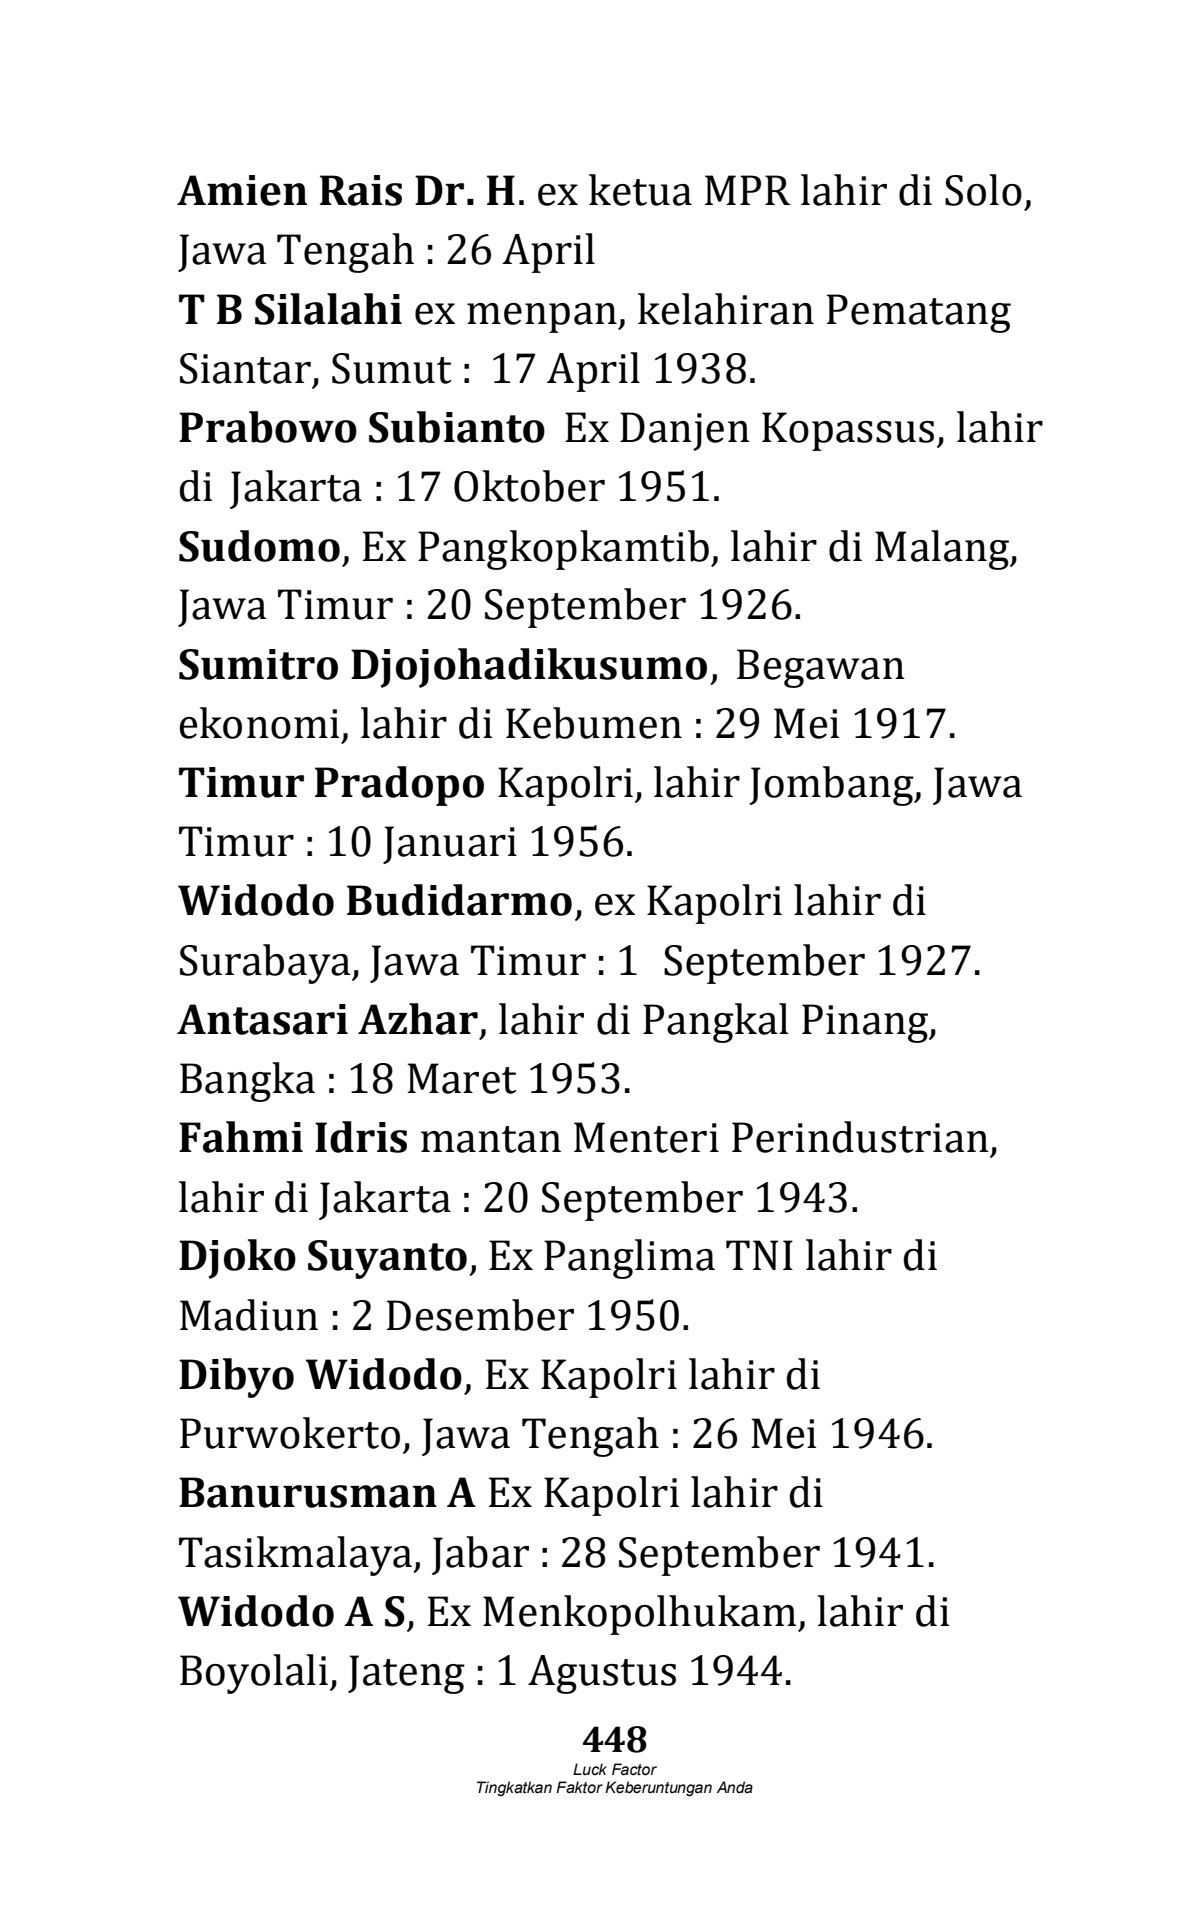 Amien Rais Dr. H. ex ketua MPR lahir di Solo,
Jawa Tengah : 26 April
T B Silalahi ex menpan, kelahiran Pematang
Siantar, Sumut : 17 April 1938.
Prabowo Subianto Ex Danjen Kopassus, lahir
di Jakarta : 17 Oktober 1951.
Sudomo, Ex Pangkopkamtib, lahir di Malang,
Jawa Timur : 20 September 1926.
Sumitro Djojohadikusumo, Begawan
ekonomi, lahir di Kebumen : 29 Mei 1917.
Timur Pradopo Kapolri, lahir Jombang, Jawa
Timur : 10 Januari 1956.
Widodo Budidarmo, ex Kapolri lahir di
Surabaya, Jawa Timur : 1 September 1927.
Antasari Azhar, lahir di Pangkal Pinang,
Bangka : 18 Maret 1953.
Fahmi Idris mantan Menteri Perindustrian,
lahir di Jakarta : 20 September 1943.
Djoko Suyanto, Ex Panglima TNI lahir di
Madiun : 2 Desember 1950.
Dibyo Widodo, Ex Kapolri lahir di
Purwokerto, Jawa Tengah : 26 Mei 1946.
Banurusman A Ex Kapolri lahir di
Tasikmalaya, Jabar : 28 September 1941.
Widodo A S, Ex Menkopolhukam, lahir di
Boyolali, Jateng : 1 Agustus 1944.
448
Luck Factor
Tingkatkan Faktor Keberuntungan Anda